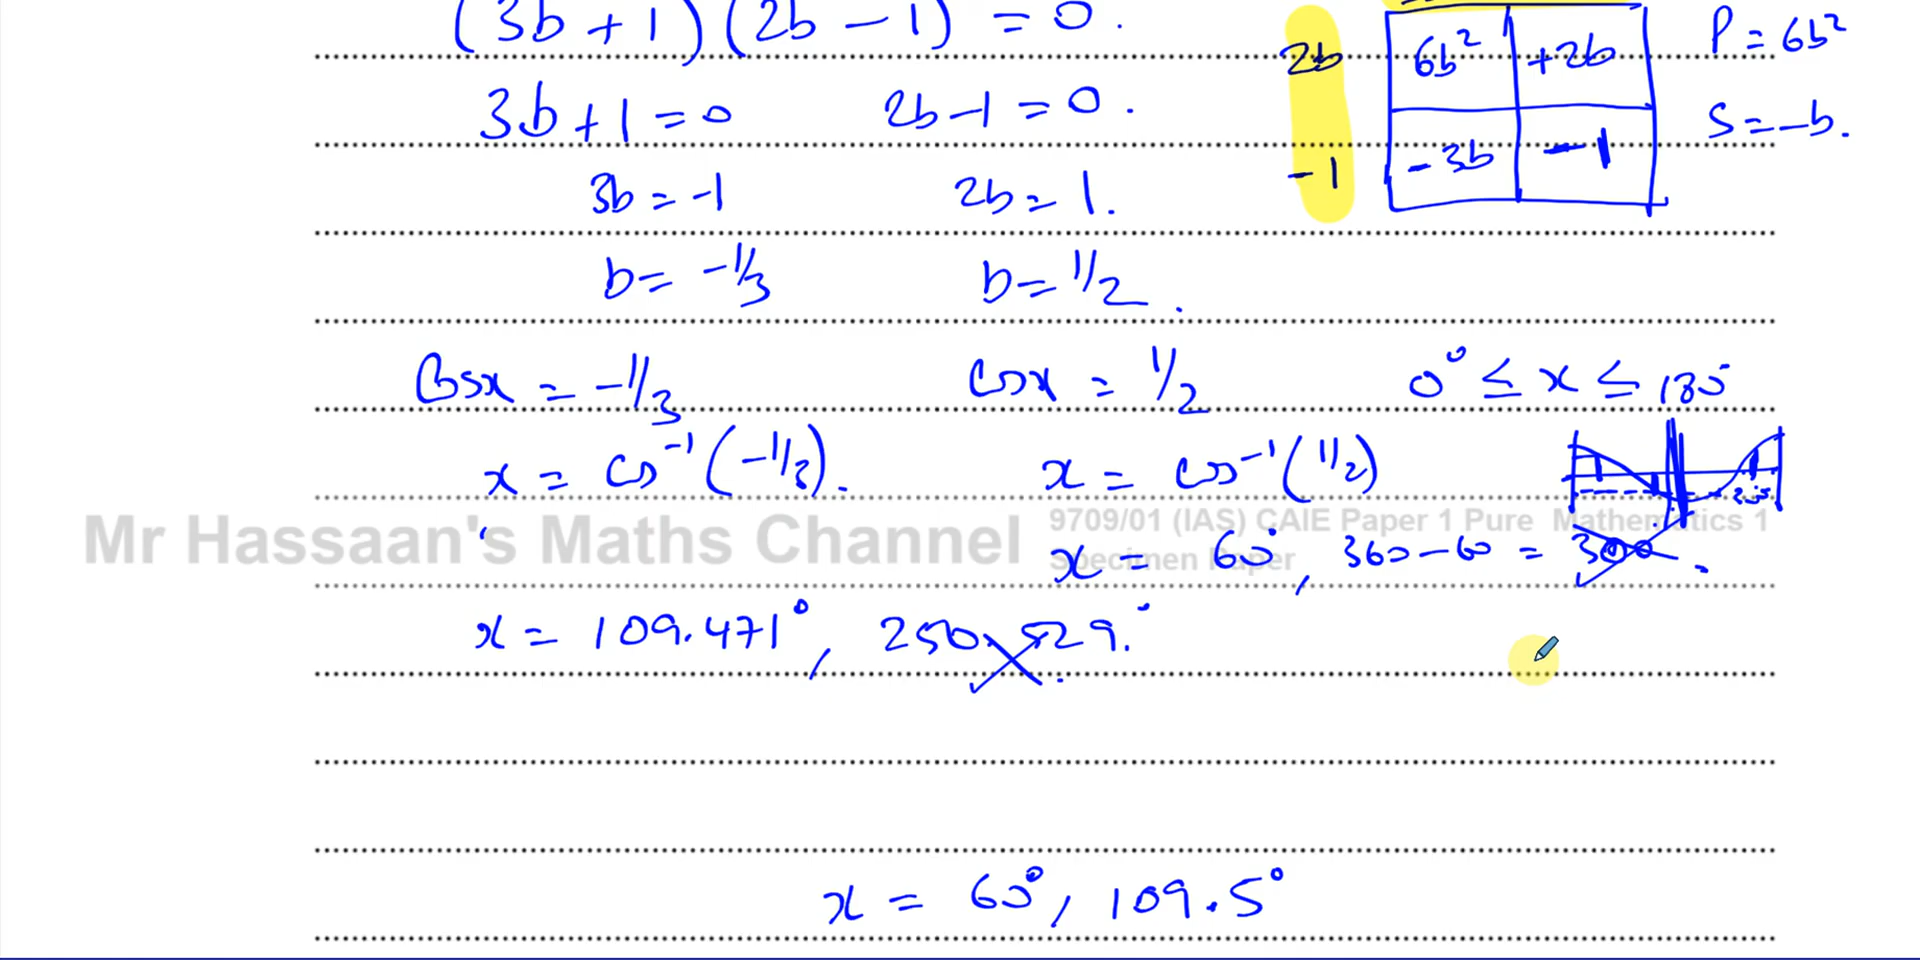 (3b + 1)(2b - 1) = 0.
2b 6b² +2b P = 6b²
3b + 1 = 0 2b - 1 = 0. S = -b.
-1 -3b -1
3b = -1 2b = 1.
b = -1/3 b = 1/2.
Cosx = -1/3 cosx = 1/2 0° ≤ x ≤ 180°
x = cos⁻¹(-1/3). x = cos⁻¹(1/2)
Mr Hassaan's Maths Channel
9709/01 (IAS) CAIE Paper 1 Pure Mathematics 1
Specimen Paper
x = 60°, 360 - 60 = 300.
x = 109.471°, 250.529.°
x = 60°, 109.5°